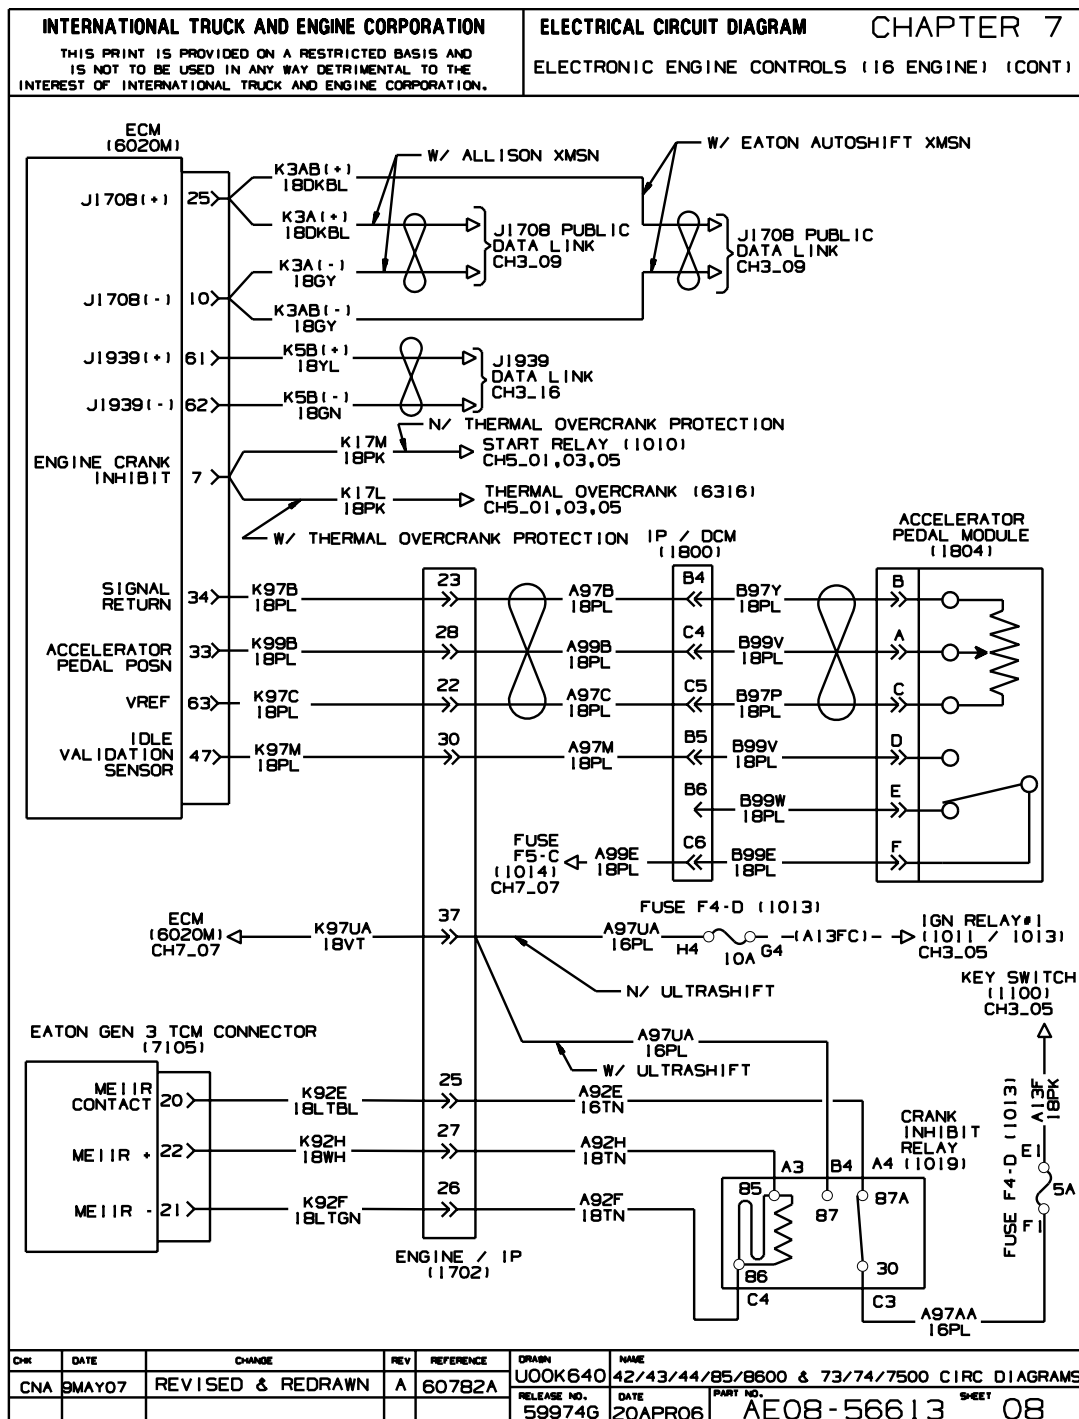 INTERNATIONAL TRUCK AND ENGINE CORPORATION
THIS PRINT IS PROVIDED ON A RESTRICTED BASIS AND
IS NOT TO BE USED IN ANY WAY DETRIMENTAL TO THE
INTEREST OF INTERNATIONAL TRUCK AND ENGINE CORPORATION.
ELECTRICAL CIRCUIT DIAGRAM
CHAPTER 7
ELECTRONIC ENGINE CONTROLS (I6 ENGINE) (CONT)
ECM
(6020M)
J1708(+)
25
K3AB(+)
18DKBL
W/ ALLISON XMSN
W/ EATON AUTOSHIFT XMSN
K3A(+)
18DKBL
J1708 PUBLIC
DATA LINK
CH3_09
J1708 PUBLIC
DATA LINK
CH3_09
K3A(-)
18GY
J1708(-)
10
K3AB(-)
18GY
J1939(+)
61
K5B(+)
18YL
J1939
DATA LINK
CH3_16
J1939(-)
62
K5B(-)
18GN
N/ THERMAL OVERCRANK PROTECTION
K17M
18PK
START RELAY (1010)
CH5_01,03,05
ENGINE CRANK
INHIBIT
7
K17L
18PK
THERMAL OVERCRANK (6316)
CH5_01,03,05
W/ THERMAL OVERCRANK PROTECTION
IP / DCM
(1800)
ACCELERATOR
PEDAL MODULE
(1804)
SIGNAL
RETURN
34
K97B
18PL
23
A97B
18PL
B4
B97Y
18PL
B
ACCELERATOR
PEDAL POSN
33
K99B
18PL
28
A99B
18PL
C4
B99V
18PL
A
VREF
63
K97C
18PL
22
A97C
18PL
C5
B97P
18PL
C
IDLE
VALIDATION
SENSOR
47
K97M
18PL
30
A97M
18PL
B5
B99V
18PL
D
B6
B99W
18PL
E
FUSE
F5-C
(1014)
CH7_07
A99E
18PL
C6
B99E
18PL
F
ECM
(6020M)
CH7_07
K97UA
18VT
37
FUSE F4-D (1013)
A97UA
16PL
H4
10A
G4
(A13FC)
IGN RELAY#1
(1011 / 1013)
CH3_05
N/ ULTRASHIFT
KEY SWITCH
(1100)
CH3_05
A97UA
16PL
W/ ULTRASHIFT
EATON GEN 3 TCM CONNECTOR
(7105)
MEIIR
CONTACT
20
K92E
18LTBL
25
A92E
16TN
MEIIR +
22
K92H
18WH
27
A92H
18TN
MEIIR -
21
K92F
18LTGN
26
A92F
18TN
ENGINE / IP
(1702)
CRANK
INHIBIT
RELAY
(1019)
A3
B4
A4
85
87
87A
86
30
C4
C3
A97AA
16PL
FUSE F4-D (1013)
A13F
18PK
E1
5A
F1
CHK
DATE
CHANGE
REV
REFERENCE
DRAWN
NAME
CNA
9MAY07
REVISED & REDRAWN
A
60782A
U00K640
42/43/44/85/8600 & 73/74/7500 CIRC DIAGRAMS
RELEASE NO.
59974G
DATE
20APR06
PART NO.
AE08-56613
SHEET
08